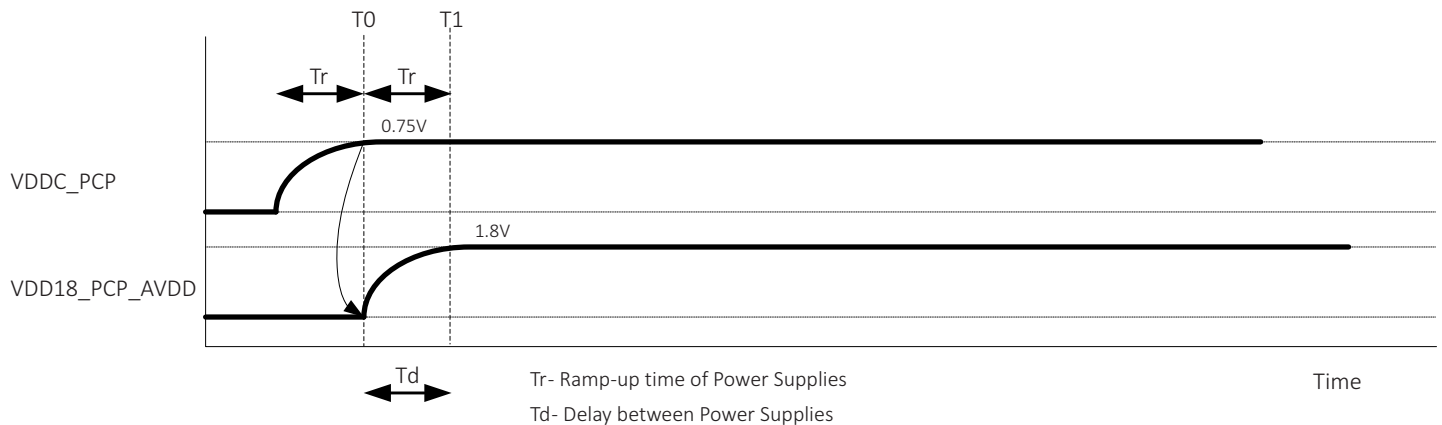 T0 T1
Tr Tr
0.75V
VDDC_PCP
1.8V
VDD18_PCP_AVDD
Td
Tr- Ramp-up time of Power Supplies
Time
Td- Delay between Power Supplies